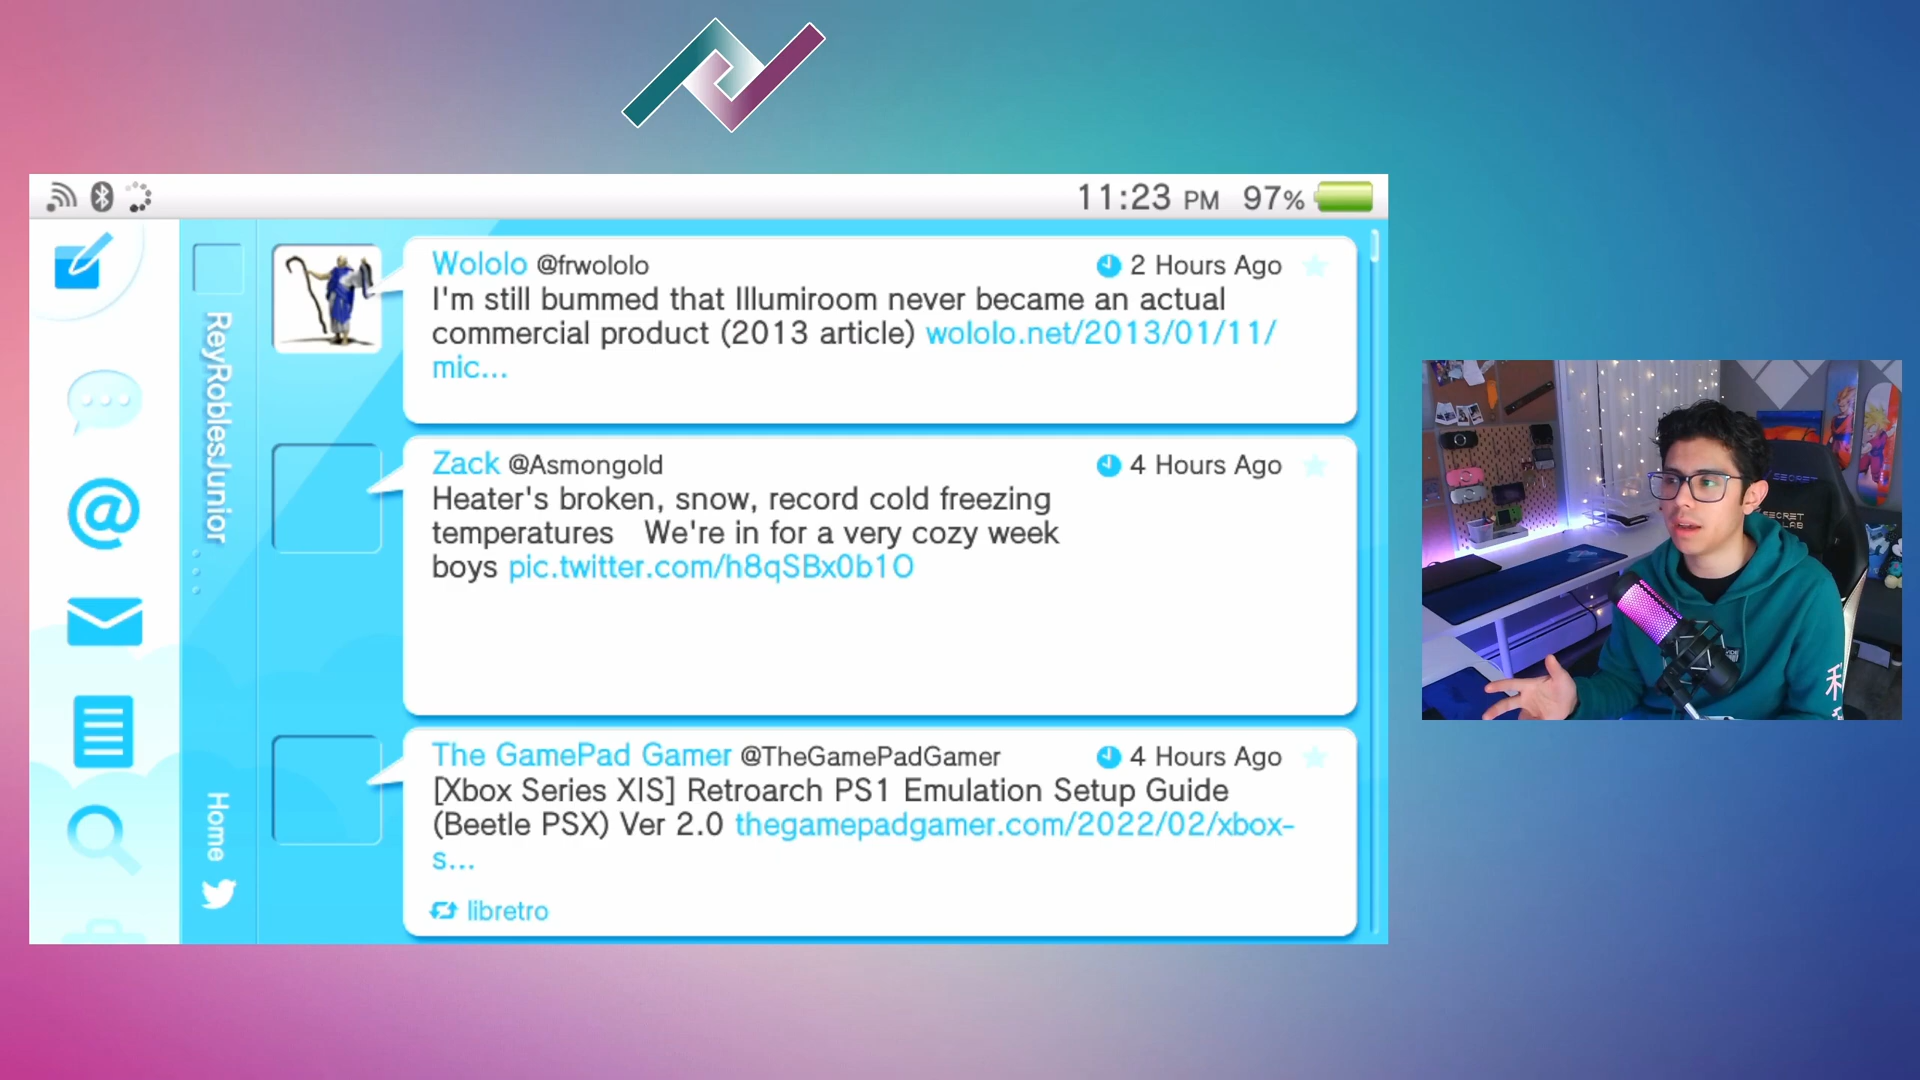 11:23 PM 97%
ReyRoblesJunior
Home
Wololo @frwololo 2 Hours Ago
I'm still bummed that Illumiroom never became an actual
commercial product (2013 article) wololo.net/2013/01/11/
mic...
Zack @Asmongold 4 Hours Ago
Heater's broken, snow, record cold freezing
temperatures We're in for a very cozy week
boys pic.twitter.com/h8qSBx0b1O
The GamePad Gamer @TheGamePadGamer 4 Hours Ago
[Xbox Series X|S] Retroarch PS1 Emulation Setup Guide
(Beetle PSX) Ver 2.0 thegamepadgamer.com/2022/02/xbox-
s...
libretro
SECRET
SECRET
LAB